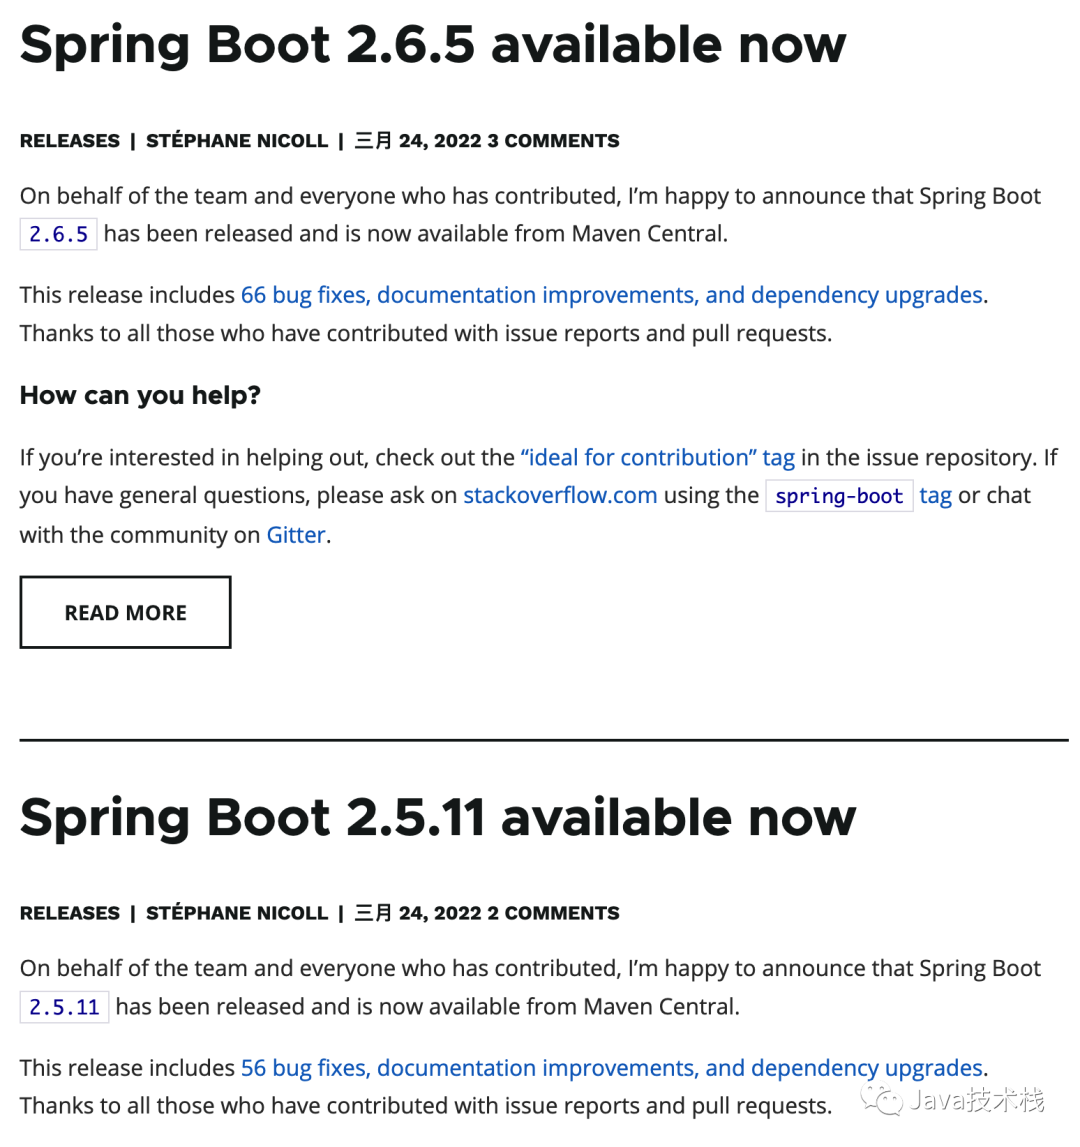 Spring Boot 2.6.5 available now
RELEASES | STÉPHANE NICOLL | 三月 24, 2022 3 COMMENTS
On behalf of the team and everyone who has contributed, I’m happy to announce that Spring Boot
2.6.5 has been released and is now available from Maven Central.
This release includes 66 bug fixes, documentation improvements, and dependency upgrades.
Thanks to all those who have contributed with issue reports and pull requests.
How can you help?
If you’re interested in helping out, check out the “ideal for contribution” tag in the issue repository. If
you have general questions, please ask on stackoverflow.com using the spring-boot tag or chat
with the community on Gitter.
READ MORE
Spring Boot 2.5.11 available now
RELEASES | STÉPHANE NICOLL | 三月 24, 2022 2 COMMENTS
On behalf of the team and everyone who has contributed, I’m happy to announce that Spring Boot
2.5.11 has been released and is now available from Maven Central.
This release includes 56 bug fixes, documentation improvements, and dependency upgrades.
Thanks to all those who have contributed with issue reports and pull requests.
Java技术栈